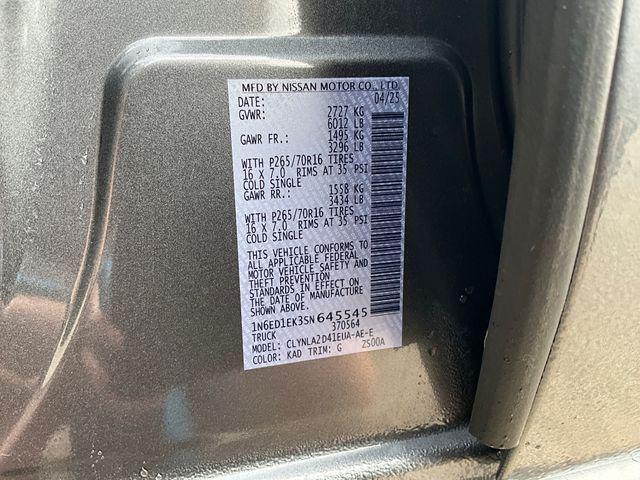 MFD BY NISSAN MOTOR CO., LTD.
DATE: 04/25
GVWR: 2727 KG
6012 LB
GAWR FR.: 1495 KG
3296 LB
WITH P265/70R16 TIRES
16 X 7.0 RIMS AT 35 PSI
COLD SINGLE
GAWR RR.: 1558 KG
3434 LB
WITH P265/70R16 TIRES
16 X 7.0 RIMS AT 35 PSI
COLD SINGLE
THIS VEHICLE CONFORMS TO
ALL APPLICABLE FEDERAL
MOTOR VEHICLE SAFETY AND
THEFT PREVENTION
STANDARDS IN EFFECT ON
THE DATE OF MANUFACTURE
SHOWN ABOVE.
1N6ED1EK3SN645545
TRUCK 370564
MODEL: CLYNLA2D41EUA-AE-E
COLOR: KAD TRIM: G ZS00A